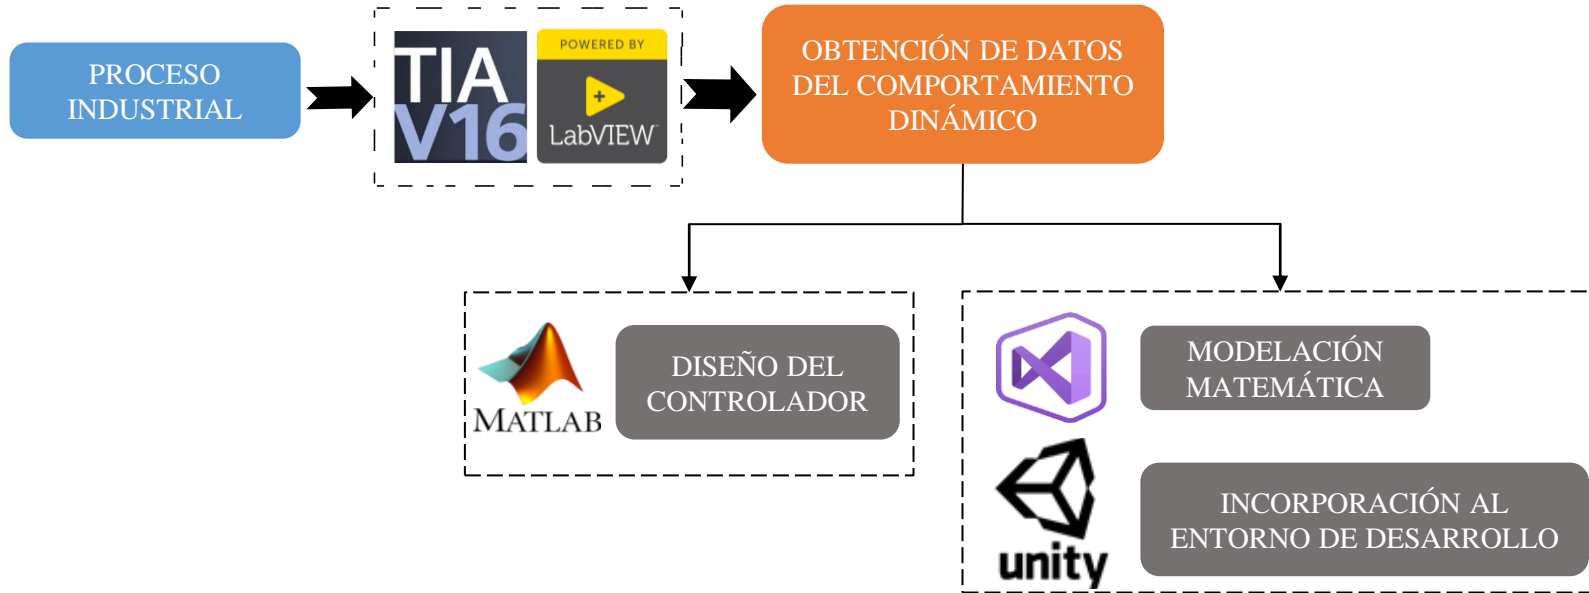 PROCESO
INDUSTRIAL
TIA
V16
POWERED BY
LabVIEW™
OBTENCIÓN DE DATOS
DEL COMPORTAMIENTO
DINÁMICO
MATLAB
DISEÑO DEL
CONTROLADOR
MODELACIÓN
MATEMÁTICA
unity
INCORPORACIÓN AL
ENTORNO DE DESARROLLO